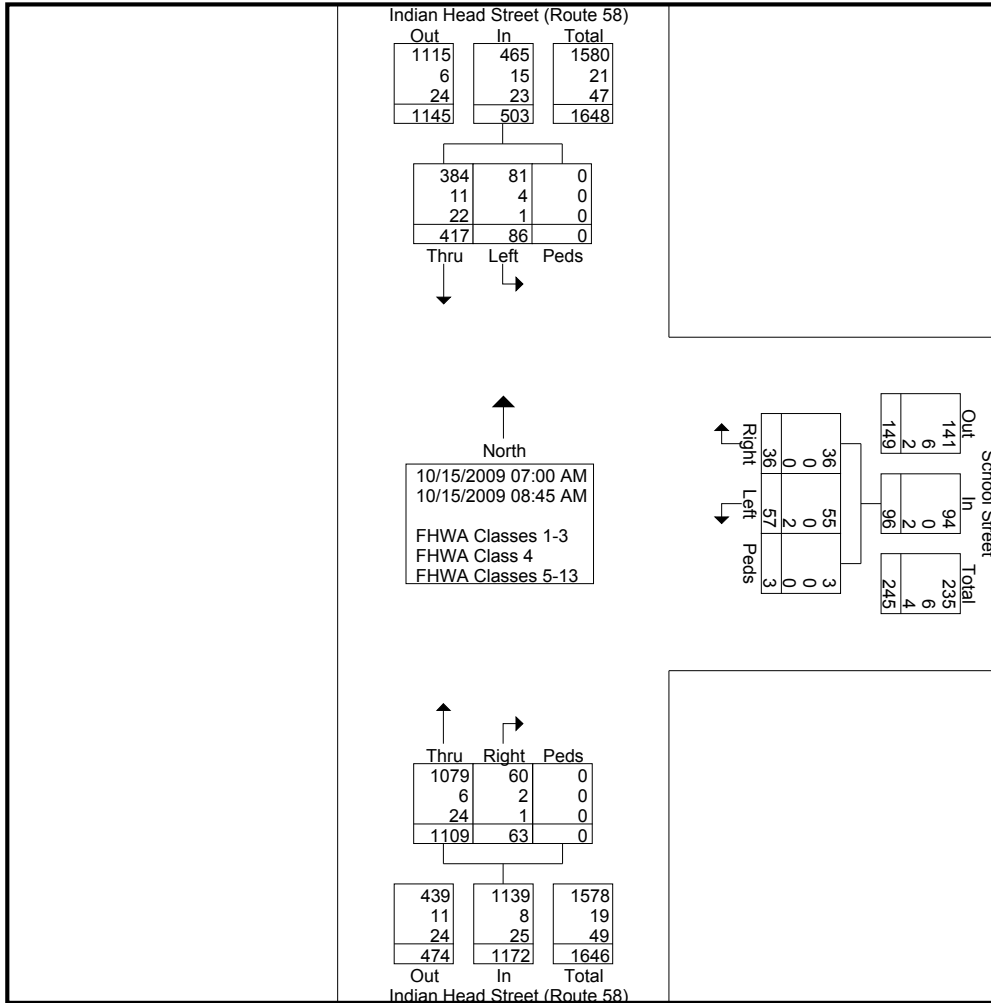 Indian Head Street (Route 58)
Out In Total
1115 465 1580
6 15 21
24 23 47
1145 503 1648
384 81 0
11 4 0
22 1 0
417 86 0
Thru Left Peds
North
10/15/2009 07:00 AM
10/15/2009 08:45 AM
FHWA Classes 1-3
FHWA Class 4
FHWA Classes 5-13
School Street
Out In Total
141 94 235
6 0 6
2 2 4
149 96 245
36 55 3
0 0 0
0 2 0
36 57 3
Right Left Peds
Thru Right Peds
1079 60 0
6 2 0
24 1 0
1109 63 0
439 1139 1578
11 8 19
24 25 49
474 1172 1646
Out In Total
Indian Head Street (Route 58)